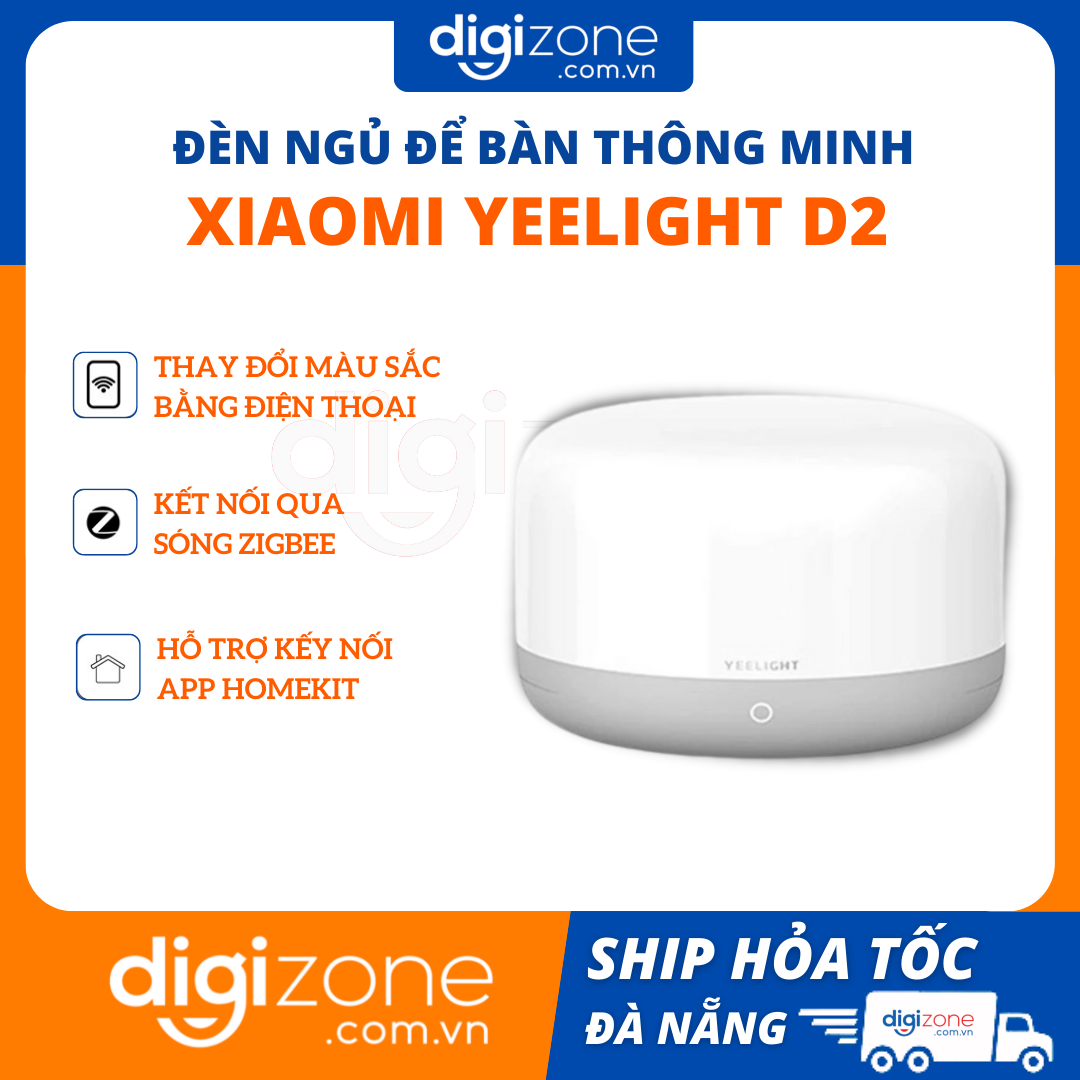 digizone
.com.vn
ĐÈN NGỦ ĐỂ BÀN THÔNG MINH
XIAOMI YEELIGHT D2
THAY ĐỔI MÀU SẮC
BẰNG ĐIỆN THOẠI
KẾT NỐI QUA
SÓNG ZIGBEE
HỖ TRỢ KẾY NỐI
APP HOMEKIT
digiz
YEELIGHT
digizone
.com.vn
SHIP HỎA TỐC
ĐÀ NẴNG
digizone
.com.vn